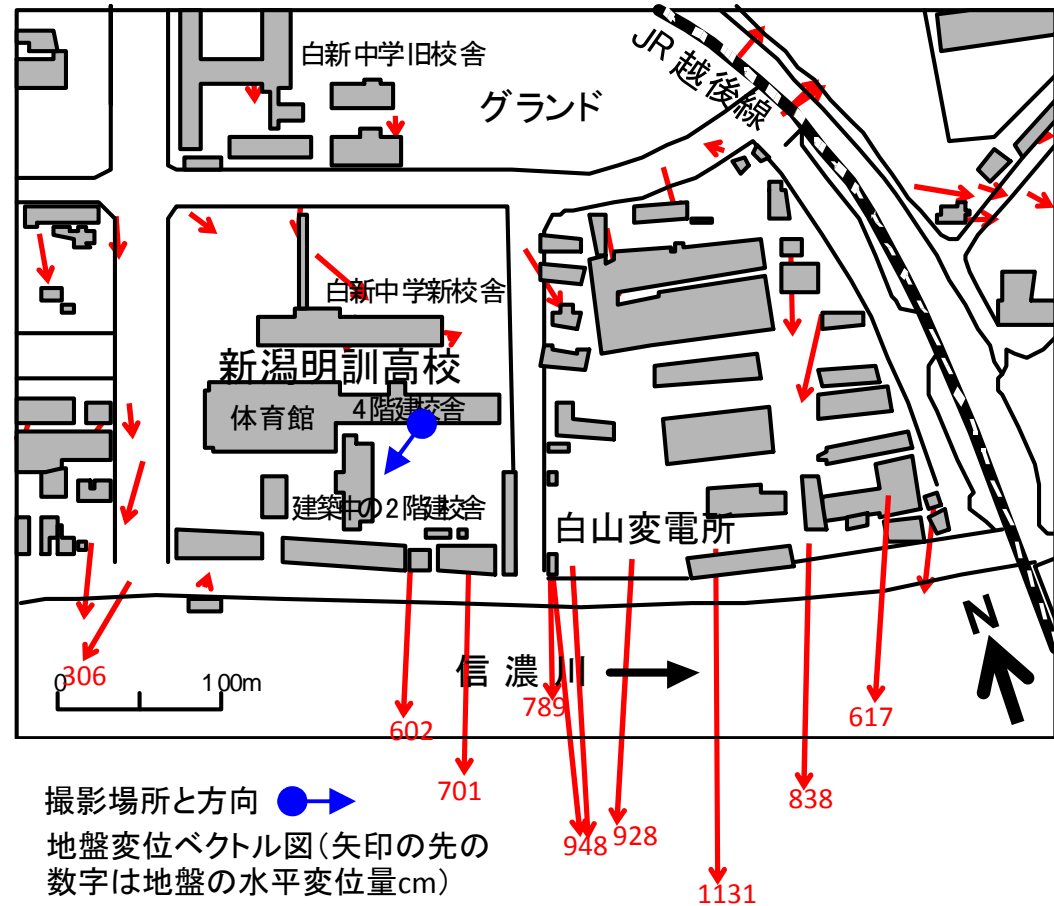 白新中学旧校舎
グランド
JR越後線
白新中学新校舎
新潟明訓高校
体育館
4階建校舎
建築中の2階建校舎
白山変電所
信濃川
N
0
100m
306
602
701
789
948
928
1131
838
617
撮影場所と方向
地盤変位ベクトル図(矢印の先の
数字は地盤の水平変位量cm)